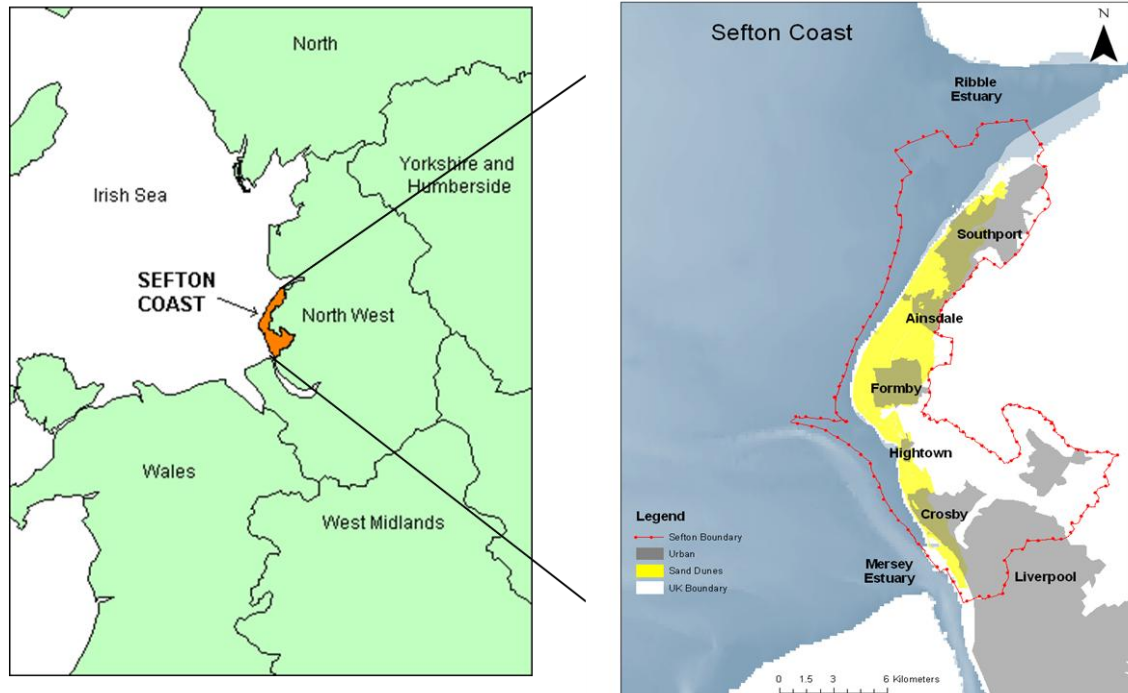 North
Yorkshire and
Humberside
Irish Sea
SEFTON
COAST
North West
Wales
West Midlands
Sefton Coast
N
Ribble
Estuary
Southport
Ainsdale
Formby
Hightown
Crosby
Mersey
Estuary
Liverpool
Legend
Sefton Boundary
Urban
Sand Dunes
UK Boundary
0 1.5 3 6 Kilometers